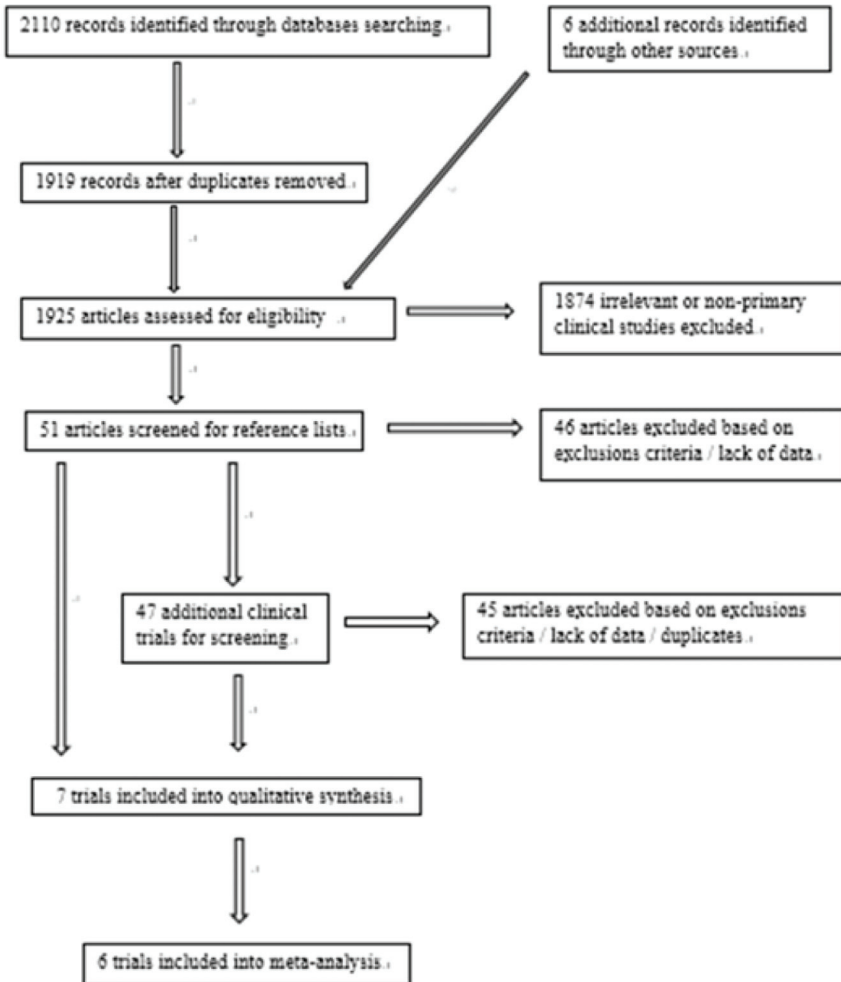 2110 records identified through databases searching.
6 additional records identified
through other sources.
1919 records after duplicates removed.
1925 articles assessed for eligibility
1874 irrelevant or non-primary
clinical studies excluded.
51 articles screened for reference lists.
46 articles excluded based on
exclusions criteria / lack of data.
47 additional clinical
trials for screening.
45 articles excluded based on exclusions
criteria / lack of data / duplicates.
7 trials included into qualitative synthesis.
6 trials included into meta-analysis.